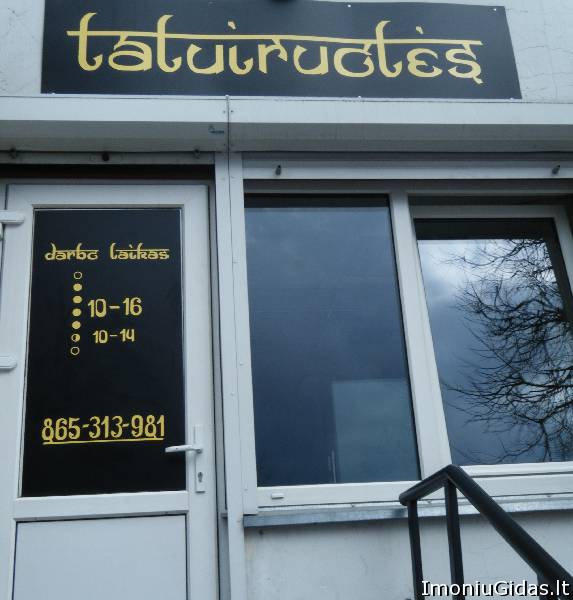 tatuiruotės
darbo laikas
10-16
10-14
865-313-981
ImoniuGidas.lt